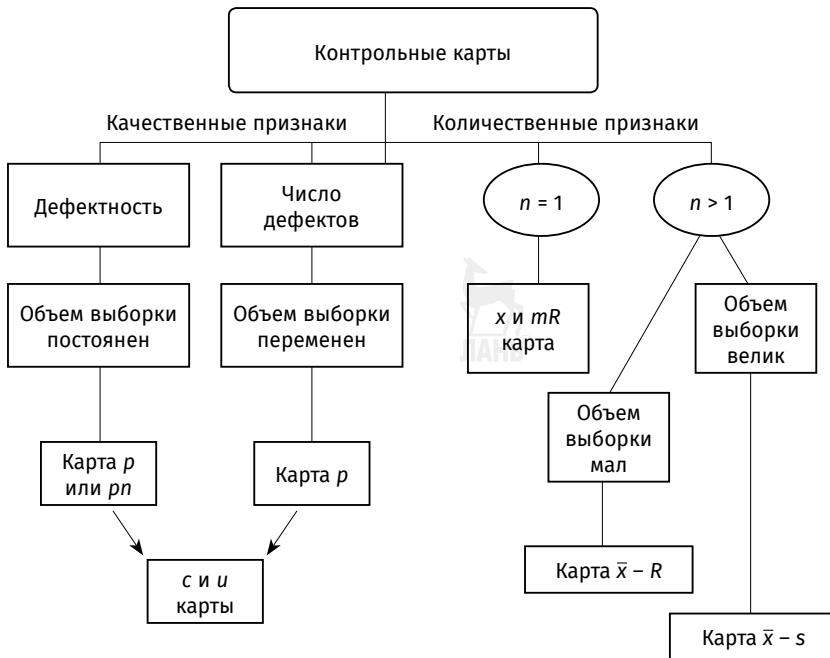 Контрольные карты
Качественные признаки
Количественные признаки
Дефектность
Число
дефектов
n = 1
n > 1
Объем выборки
постоянен
Объем выборки
переменен
x и mR
карта
Объем
выборки
велик
ЛАНЬ
Объем
выборки
мал
Карта p
или pn
Карта p
Карта x̅ – R
c и u
карты
Карта x̅ – s